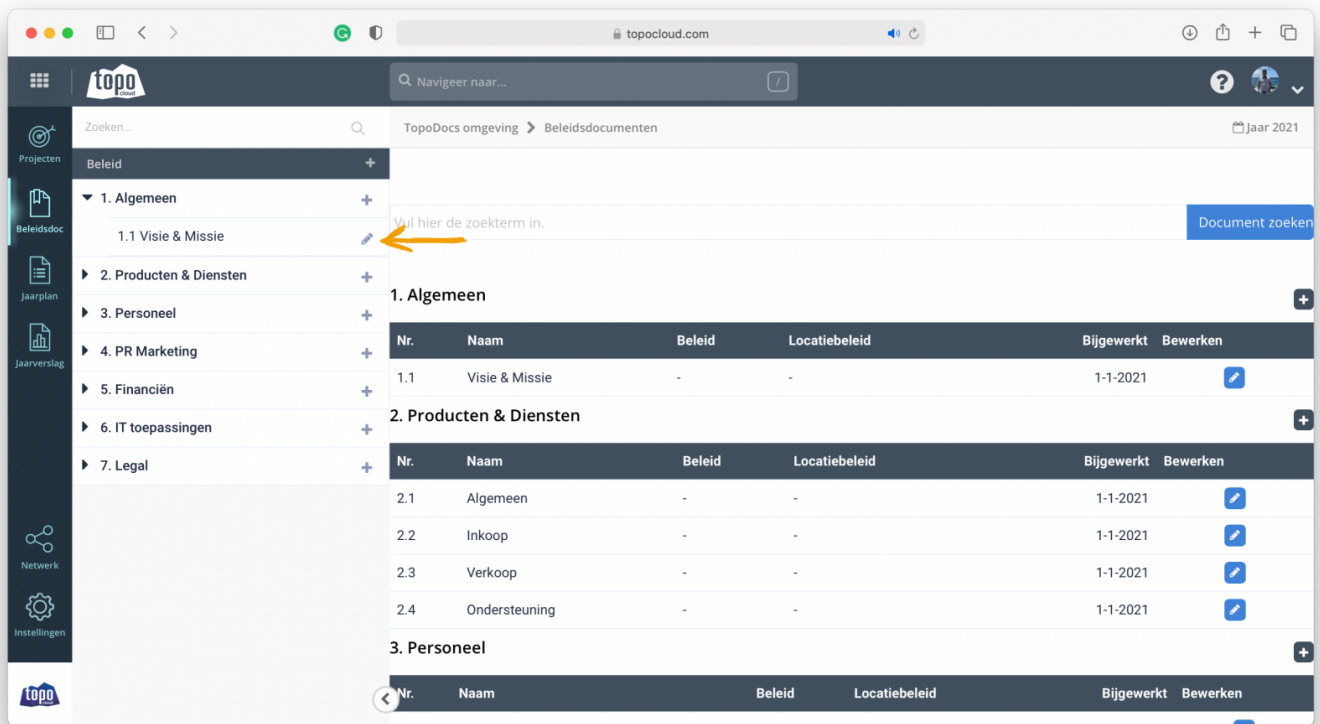 topocloud.com
topo
cloud
Navigeer naar...
/
?
Projecten
Beleidsdoc
Jaarplan
Jaarverslag
Netwerk
Instellingen
topo
cloud
Zoeken...
Beleid +
1. Algemeen +
1.1 Visie & Missie
2. Producten & Diensten +
3. Personeel +
4. PR Marketing +
5. Financiën +
6. IT toepassingen +
7. Legal +
TopoDocs omgeving Beleidsdocumenten Jaar 2021
Vul hier de zoekterm in. Document zoeken
1. Algemeen +
Nr. Naam Beleid Locatiebeleid Bijgewerkt Bewerken
1.1 Visie & Missie - - 1-1-2021
2. Producten & Diensten +
Nr. Naam Beleid Locatiebeleid Bijgewerkt Bewerken
2.1 Algemeen - - 1-1-2021
2.2 Inkoop - - 1-1-2021
2.3 Verkoop - - 1-1-2021
2.4 Ondersteuning - - 1-1-2021
3. Personeel +
Nr. Naam Beleid Locatiebeleid Bijgewerkt Bewerken